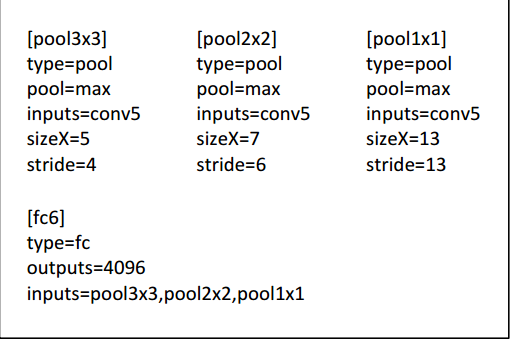 [pool3x3]
type=pool
pool=max
inputs=conv5
sizeX=5
stride=4
[pool2x2]
type=pool
pool=max
inputs=conv5
sizeX=7
stride=6
[pool1x1]
type=pool
pool=max
inputs=conv5
sizeX=13
stride=13
[fc6]
type=fc
outputs=4096
inputs=pool3x3,pool2x2,pool1x1